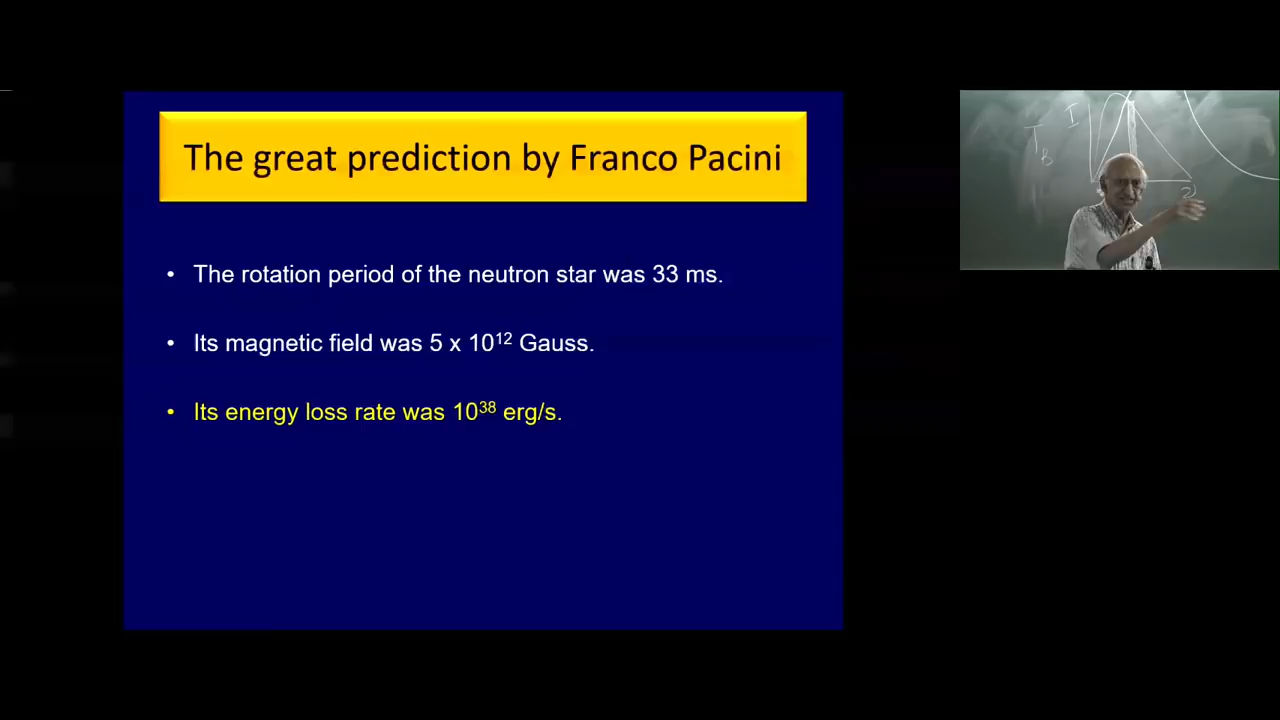 The great prediction by Franco Pacini
• The rotation period of the neutron star was 33 ms.
• Its magnetic field was 5 x 10¹² Gauss.
• Its energy loss rate was 10³⁸ erg/s.
I
T_B